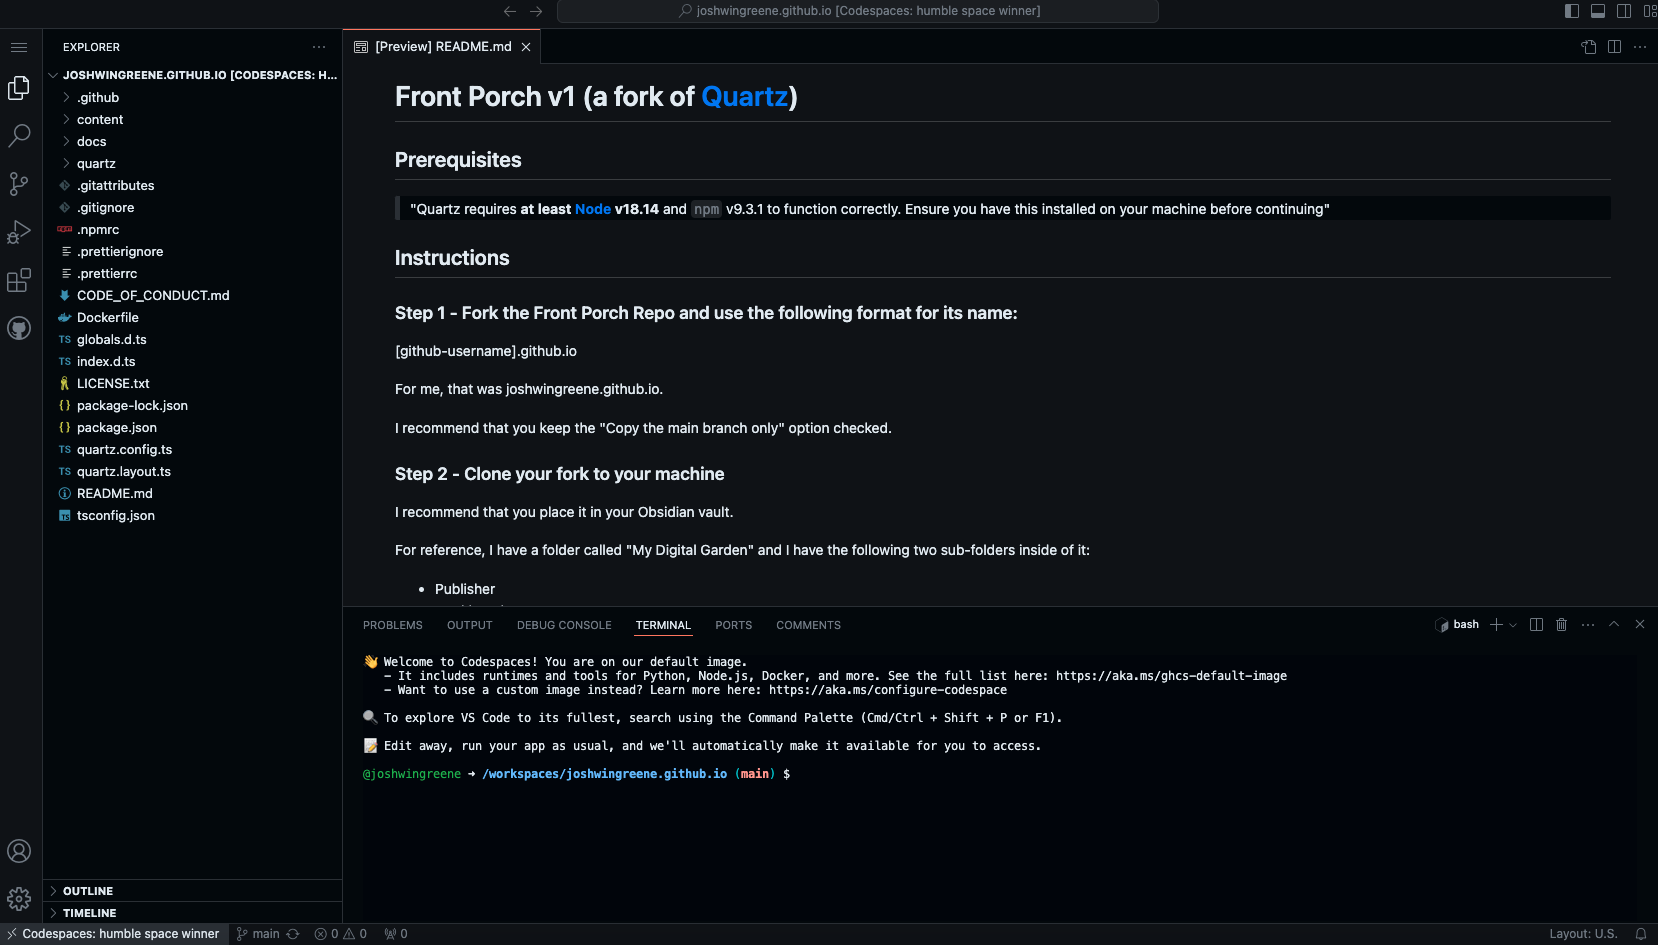 joshwingreene.github.io [Codespaces: humble space winner]
EXPLORER
JOSHWINGREENE.GITHUB.IO [CODESPACES: H...
.github
content
docs
quartz
.gitattributes
.gitignore
.npmrc
.prettierignore
.prettierrc
CODE_OF_CONDUCT.md
Dockerfile
TS globals.d.ts
TS index.d.ts
LICENSE.txt
{} package-lock.json
{} package.json
TS quartz.config.ts
TS quartz.layout.ts
README.md
TS tsconfig.json
OUTLINE
TIMELINE
[Preview] README.md
Front Porch v1 (a fork of Quartz)
Prerequisites
"Quartz requires at least Node v18.14 and npm v9.3.1 to function correctly. Ensure you have this installed on your machine before continuing"
Instructions
Step 1 - Fork the Front Porch Repo and use the following format for its name:
[github-username].github.io
For me, that was joshwingreene.github.io.
I recommend that you keep the "Copy the main branch only" option checked.
Step 2 - Clone your fork to your machine
I recommend that you place it in your Obsidian vault.
For reference, I have a folder called "My Digital Garden" and I have the following two sub-folders inside of it:
• Publisher
PROBLEMS OUTPUT DEBUG CONSOLE TERMINAL PORTS COMMENTS bash
👋 Welcome to Codespaces! You are on our default image.
- It includes runtimes and tools for Python, Node.js, Docker, and more. See the full list here: https://aka.ms/ghcs-default-image
- Want to use a custom image instead? Learn more here: https://aka.ms/configure-codespace
🔍 To explore VS Code to its fullest, search using the Command Palette (Cmd/Ctrl + Shift + P or F1).
📝 Edit away, run your app as usual, and we'll automatically make it available for you to access.
@joshwingreene ➜ /workspaces/joshwingreene.github.io (main) $
Codespaces: humble space winner main 0 0 0 Layout: U.S.